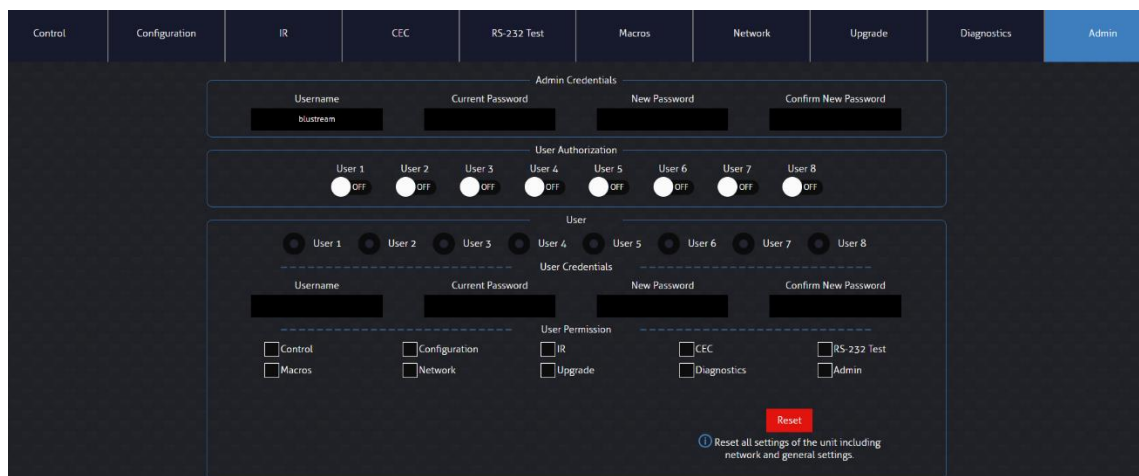 Control Configuration IR CEC RS-232 Test Macros Network Upgrade Diagnostics Admin
Admin Credentials
Username Current Password New Password Confirm New Password
blustream
User Authorization
User 1 User 2 User 3 User 4 User 5 User 6 User 7 User 8
OFF OFF OFF OFF OFF OFF OFF OFF
User
User 1 User 2 User 3 User 4 User 5 User 6 User 7 User 8
User Credentials
Username Current Password New Password Confirm New Password
User Permission
Control Configuration IR CEC RS-232 Test
Macros Network Upgrade Diagnostics Admin
Reset
Reset all settings of the unit including
network and general settings.